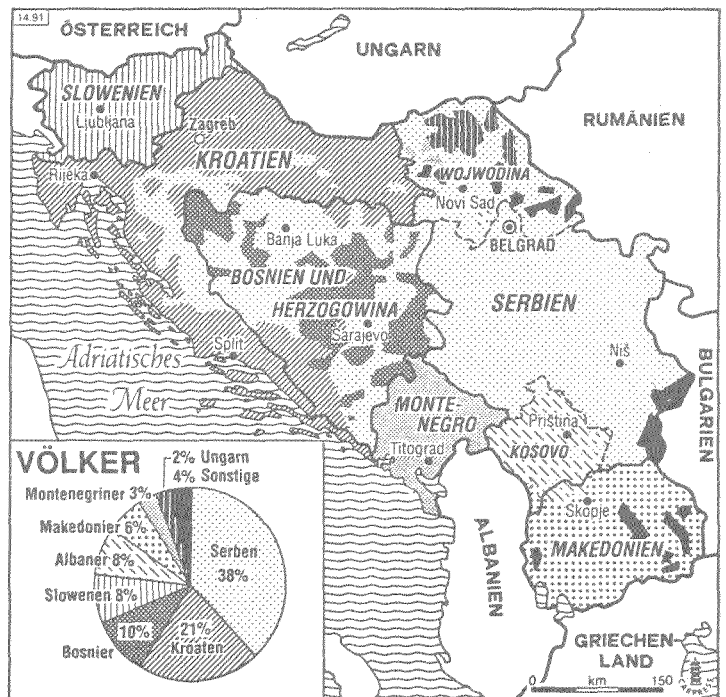 14.91
ÖSTERREICH
UNGARN
RUMÄNIEN
SLOWENIEN
Ljubljana
Zagreb
KROATIEN
Rijeka
WOJWODINA
Novi Sad
BELGRAD
Banja Luka
BOSNIEN UND
HERZOGOWINA
Sarajevo
SERBIEN
Split
Niš
Adriatisches
Meer
MONTE-
NEGRO
Titograd
Priština
KOSOVO
BULGARIEN
Skopje
MAKEDONIEN
ALBANIEN
GRIECHEN-
LAND
0 km 150
VÖLKER
2% Ungarn
4% Sonstige
Montenegriner 3%
Makedonier 6%
Albaner 8%
Slowenen 8%
10%
Bosnier
21%
Kroaten
Serben
38%